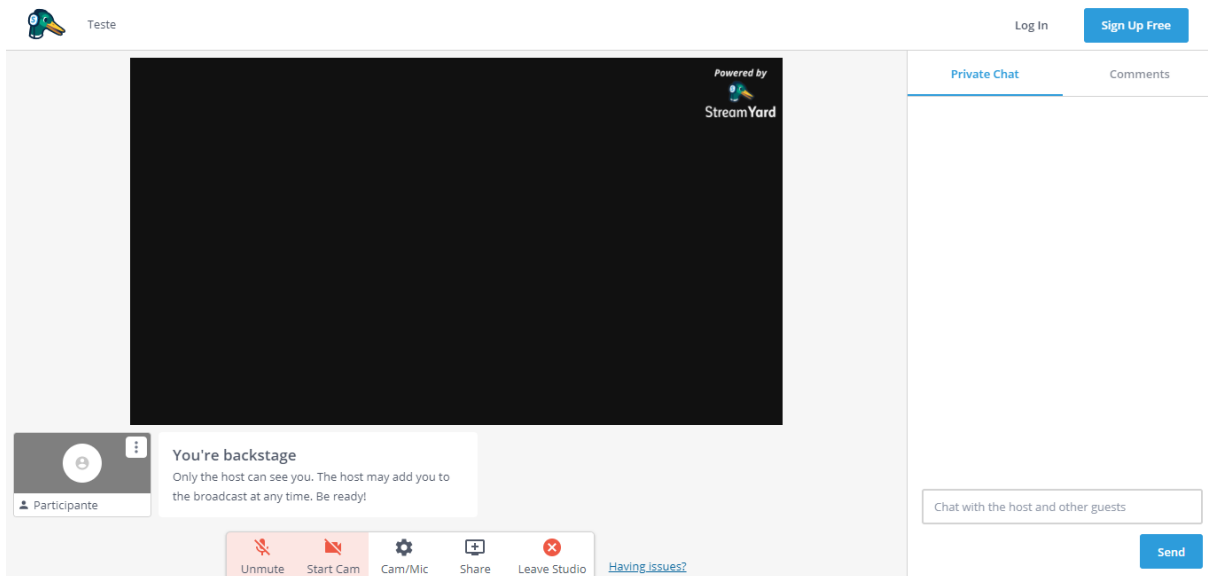 Teste
Log In
Sign Up Free
Powered by
StreamYard
Private Chat
Comments
You're backstage
Only the host can see you. The host may add you to
the broadcast at any time. Be ready!
Participante
Chat with the host and other guests
Send
Unmute
Start Cam
Cam/Mic
Share
Leave Studio
Having issues?